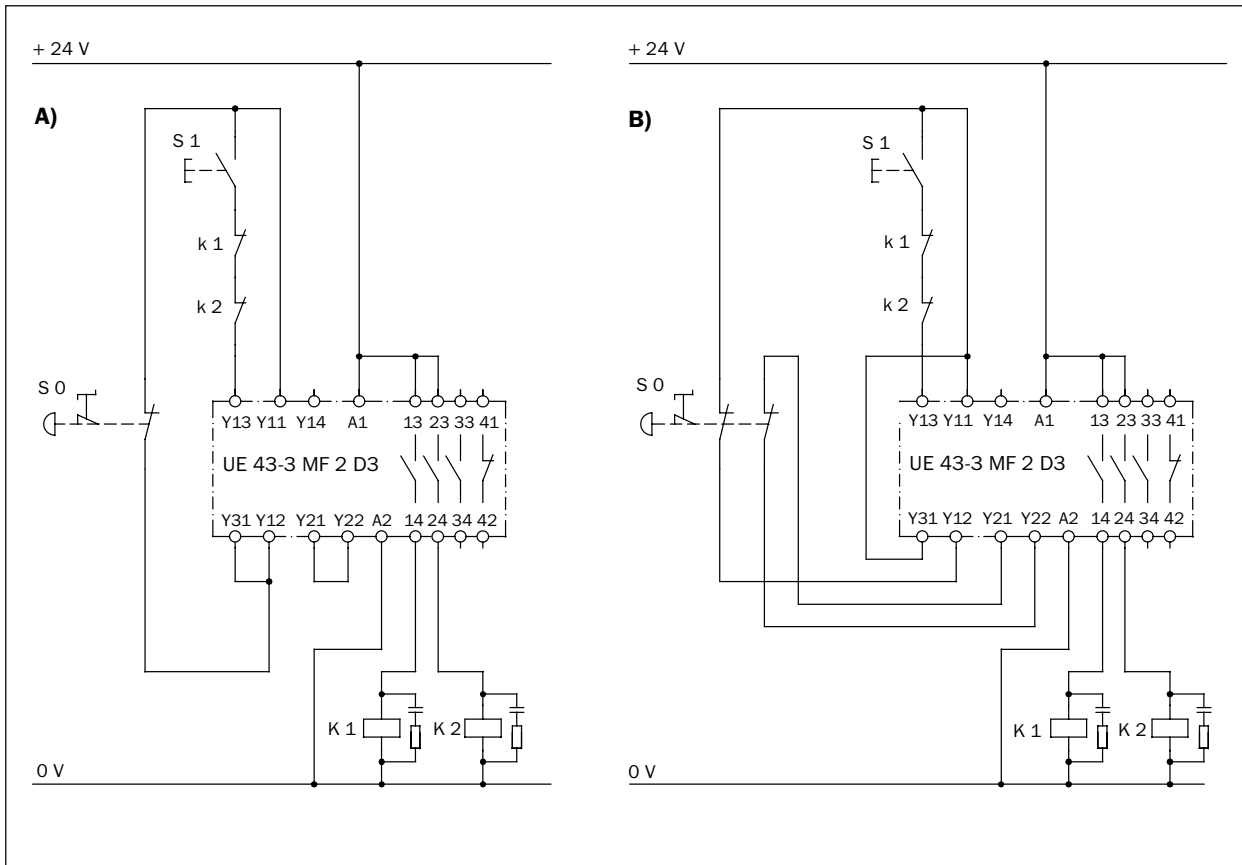 + 24 V
A)
S 1
k 1
k 2
S 0
Y13 Y11 Y14 A1 13 23 33 41
UE 43-3 MF 2 D3
Y31 Y12 Y21 Y22 A2 14 24 34 42
K 1
K 2
0 V
+ 24 V
B)
S 1
k 1
k 2
S 0
Y13 Y11 Y14 A1 13 23 33 41
UE 43-3 MF 2 D3
Y31 Y12 Y21 Y22 A2 14 24 34 42
K 1
K 2
0 V